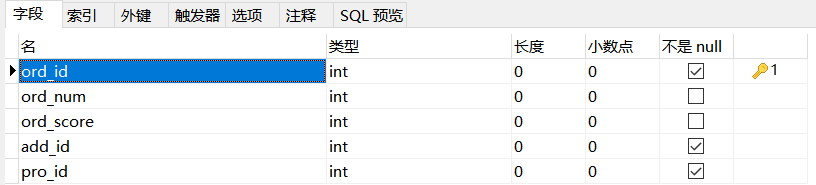 字段 索引 外键 触发器 选项 注释 SQL 预览
名 类型 长度 小数点 不是 null
ord_id int 0 0 1
ord_num int 0 0
ord_score int 0 0
add_id int 0 0
pro_id int 0 0